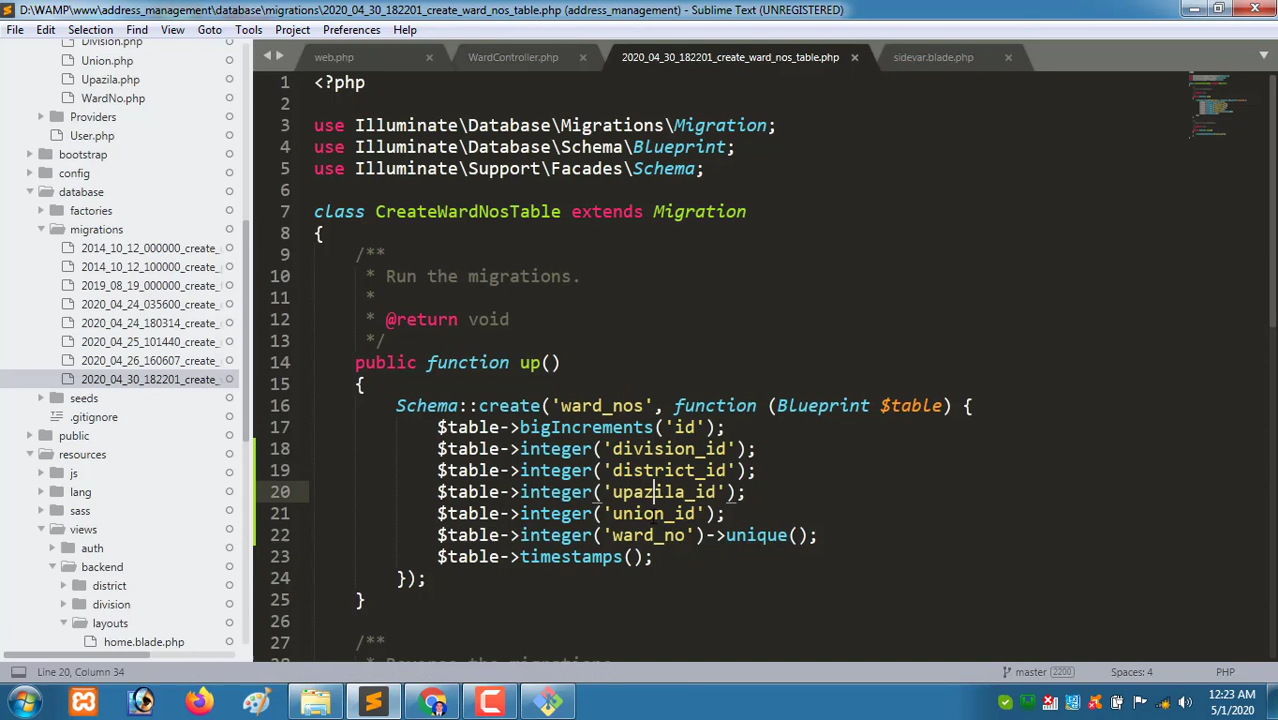 D:\WAMP\www\address_management\database\migrations\2020_04_30_182201_create_ward_nos_table.php (address_management) - Sublime Text (UNREGISTERED)
File Edit Selection Find View Goto Tools Project Preferences Help
web.php WardController.php 2020_04_30_182201_create_ward_nos_table.php sidevar.blade.php
Division.php
Union.php
Upazila.php
WardNo.php
Providers
User.php
bootstrap
config
database
factories
migrations
2014_10_12_000000_create_
2014_10_12_100000_create_
2019_08_19_000000_create_
2020_04_24_035600_create_
2020_04_24_180314_create_
2020_04_25_101440_create_
2020_04_26_160607_create_
2020_04_30_182201_create_
seeds
.gitignore
public
resources
js
lang
sass
views
auth
backend
district
division
layouts
home.blade.php
1 <?php
2
3 use Illuminate\Database\Migrations\Migration;
4 use Illuminate\Database\Schema\Blueprint;
5 use Illuminate\Support\Facades\Schema;
6
7 class CreateWardNosTable extends Migration
8 {
9 /**
10 * Run the migrations.
11 *
12 * @return void
13 */
14 public function up()
15 {
16 Schema::create('ward_nos', function (Blueprint $table) {
17 $table->bigIncrements('id');
18 $table->integer('division_id');
19 $table->integer('district_id');
20 $table->integer('upazila_id');
21 $table->integer('union_id');
22 $table->integer('ward_no')->unique();
23 $table->timestamps();
24 });
25 }
26
27 /**
28 * Reverse the migrations.
Line 20, Column 34 master 2200 Spaces: 4 PHP
12:23 AM
5/1/2020